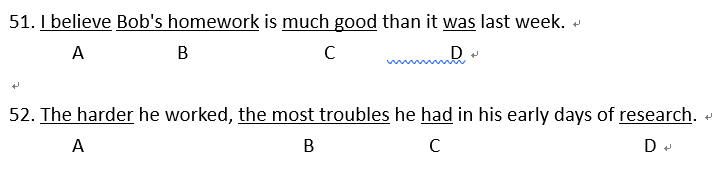 51. I believe Bob's homework is much good than it was last week.
A B C D
52. The harder he worked, the most troubles he had in his early days of research.
A B C D